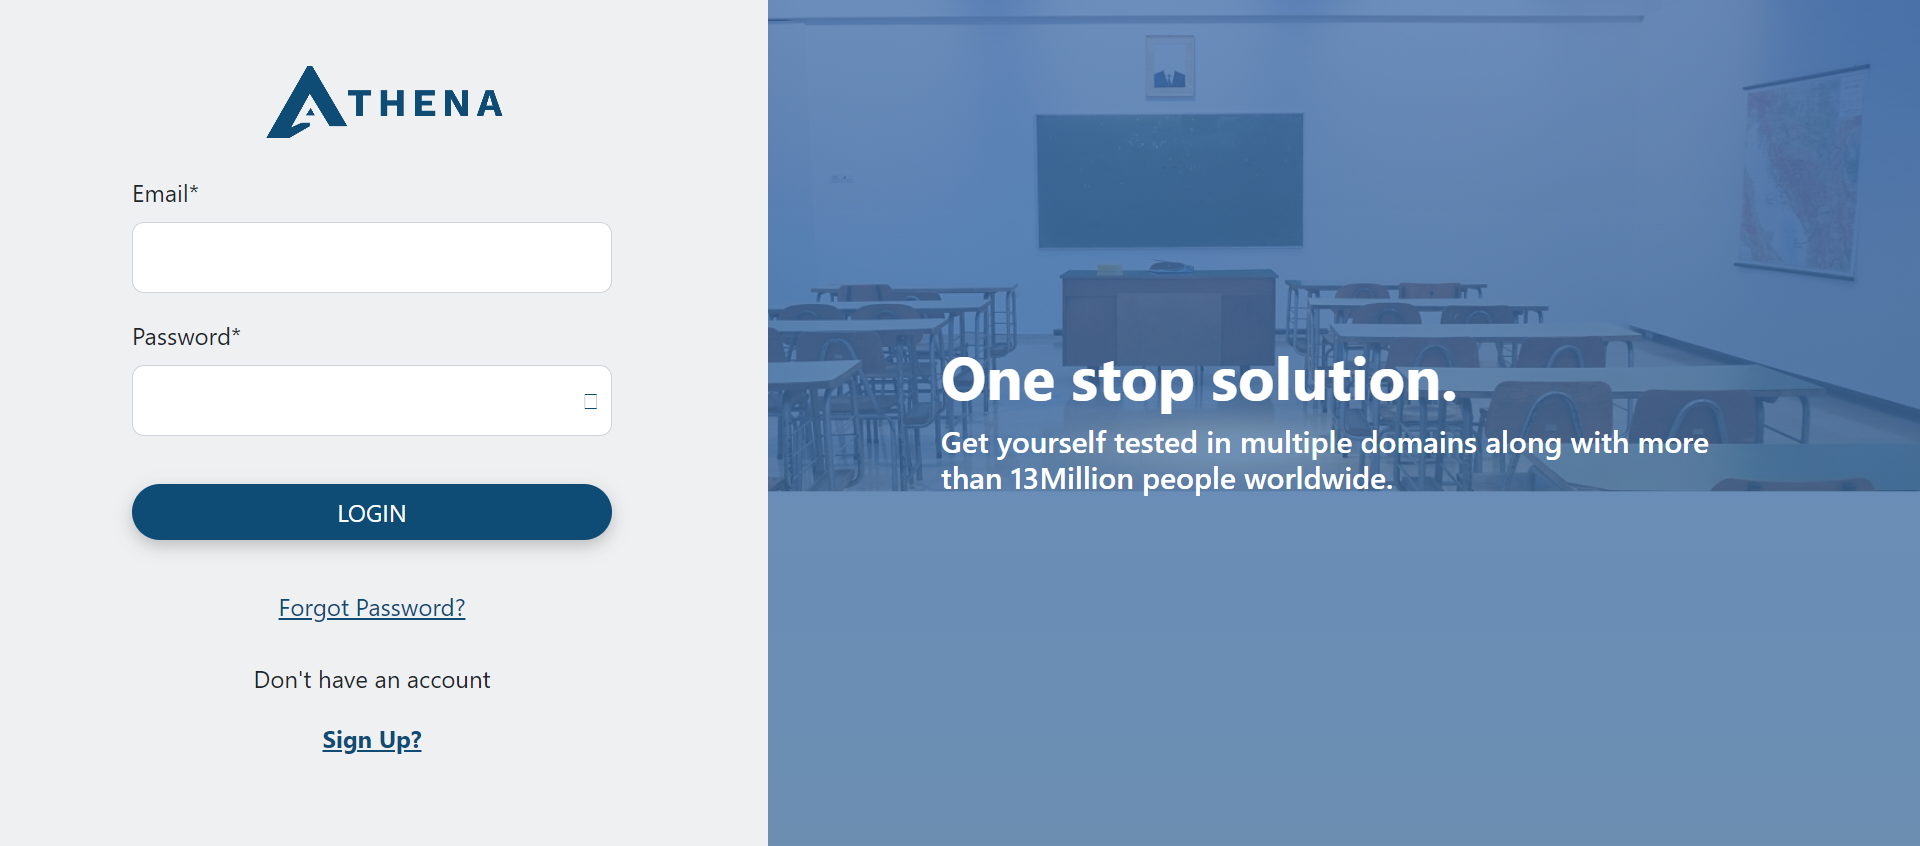 ATHENA
Email*
Password*
LOGIN
Forgot Password?
Don't have an account
Sign Up?
One stop solution.
Get yourself tested in multiple domains along with more
than 13Million people worldwide.